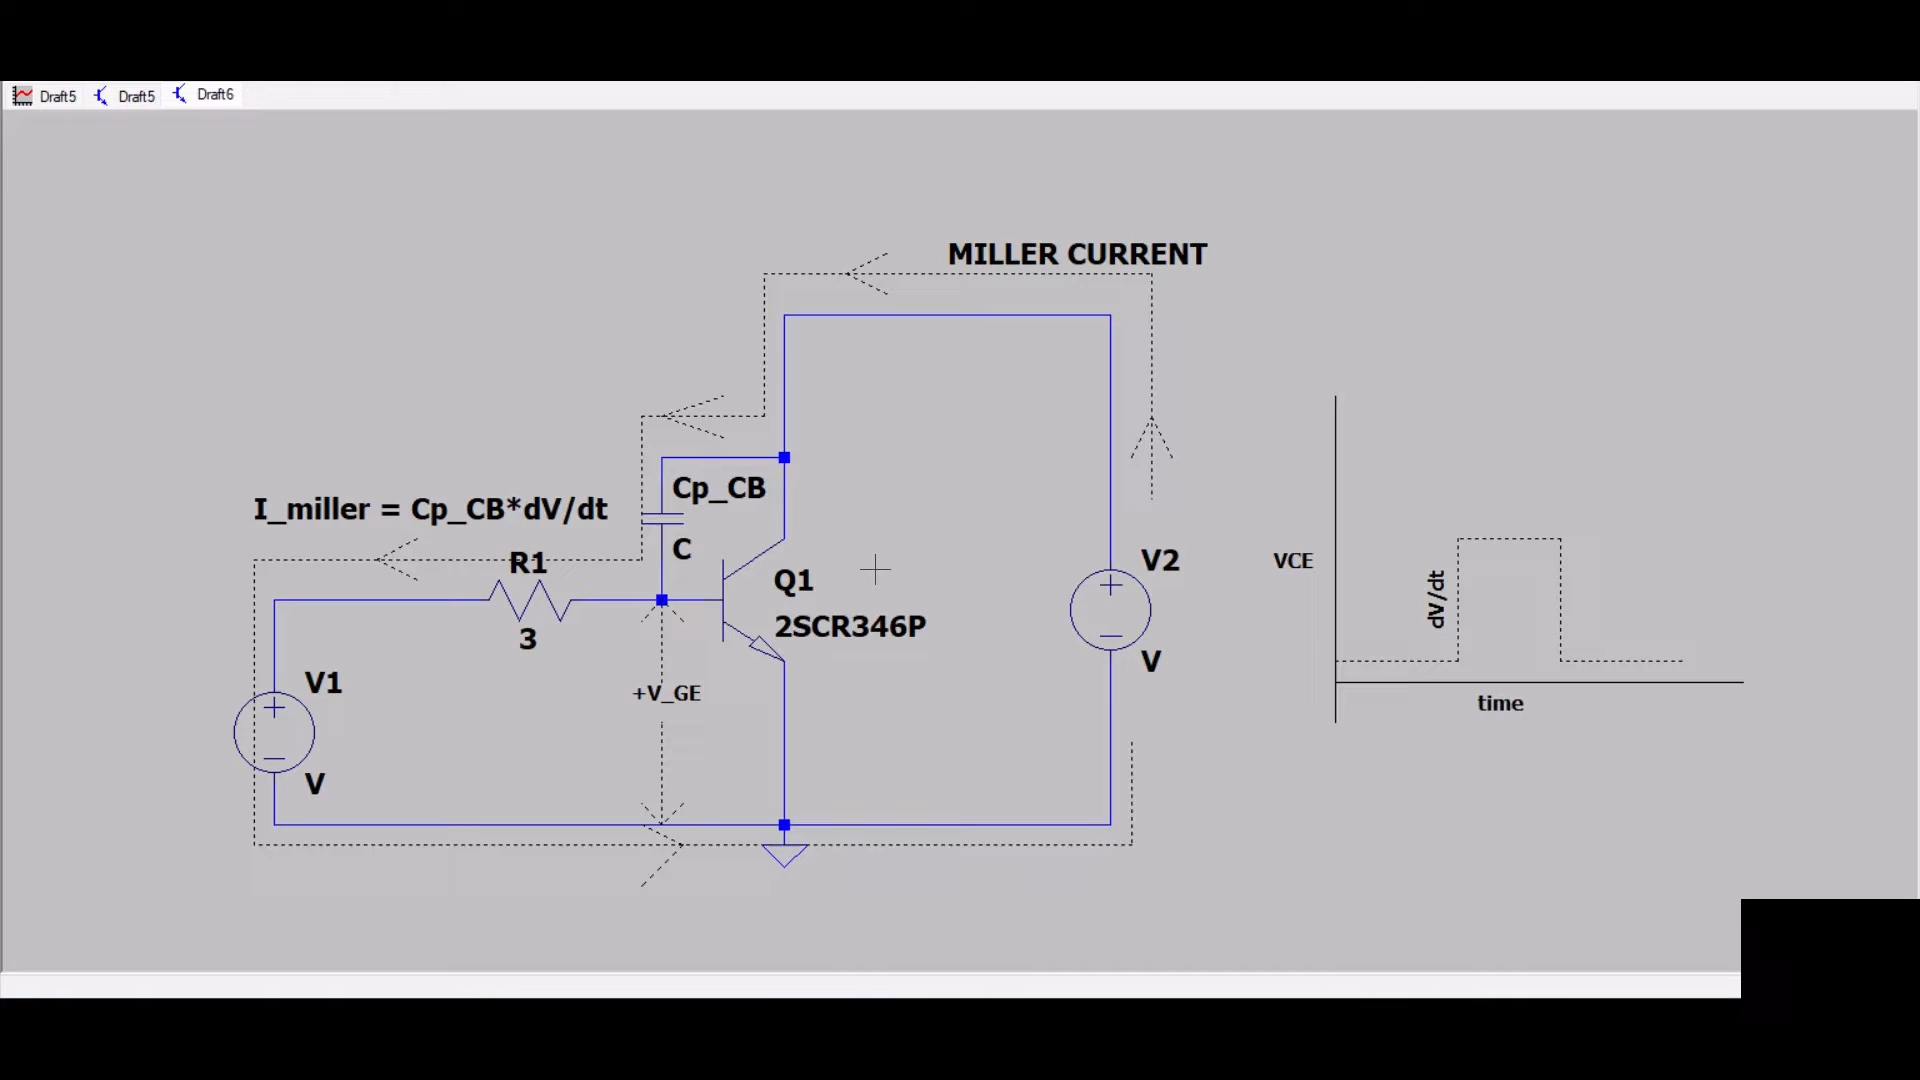 Draft5 Draft5 Draft6
MILLER CURRENT
Cp_CB
I_miller = Cp_CB*dV/dt
C
R1
3
Q1
2SCR346P
V2
V
V1
V
+V_GE
VCE
dV/dt
time